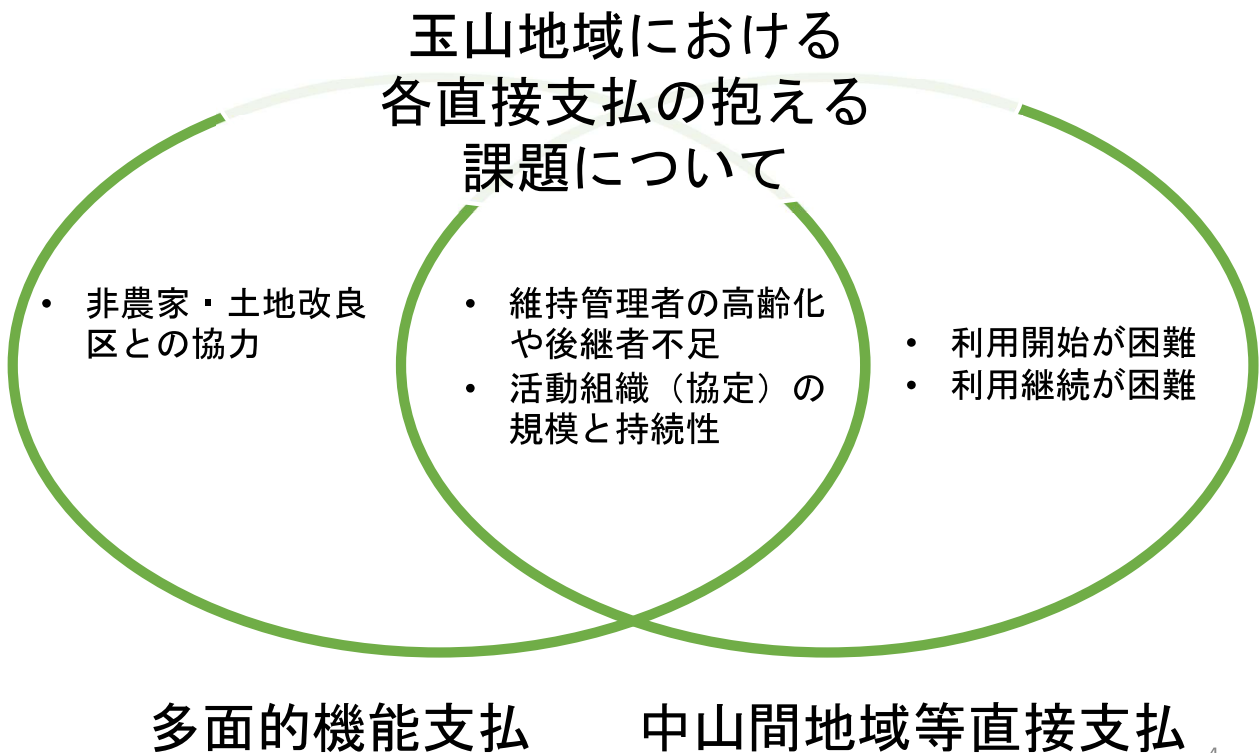 玉山地域における
各直接支払の抱える
課題について
• 非農家・土地改良
区との協力
• 維持管理者の高齢化
や後継者不足
• 活動組織（協定）の
規模と持続性
• 利用開始が困難
• 利用継続が困難
多面的機能支払
中山間地域等直接支払